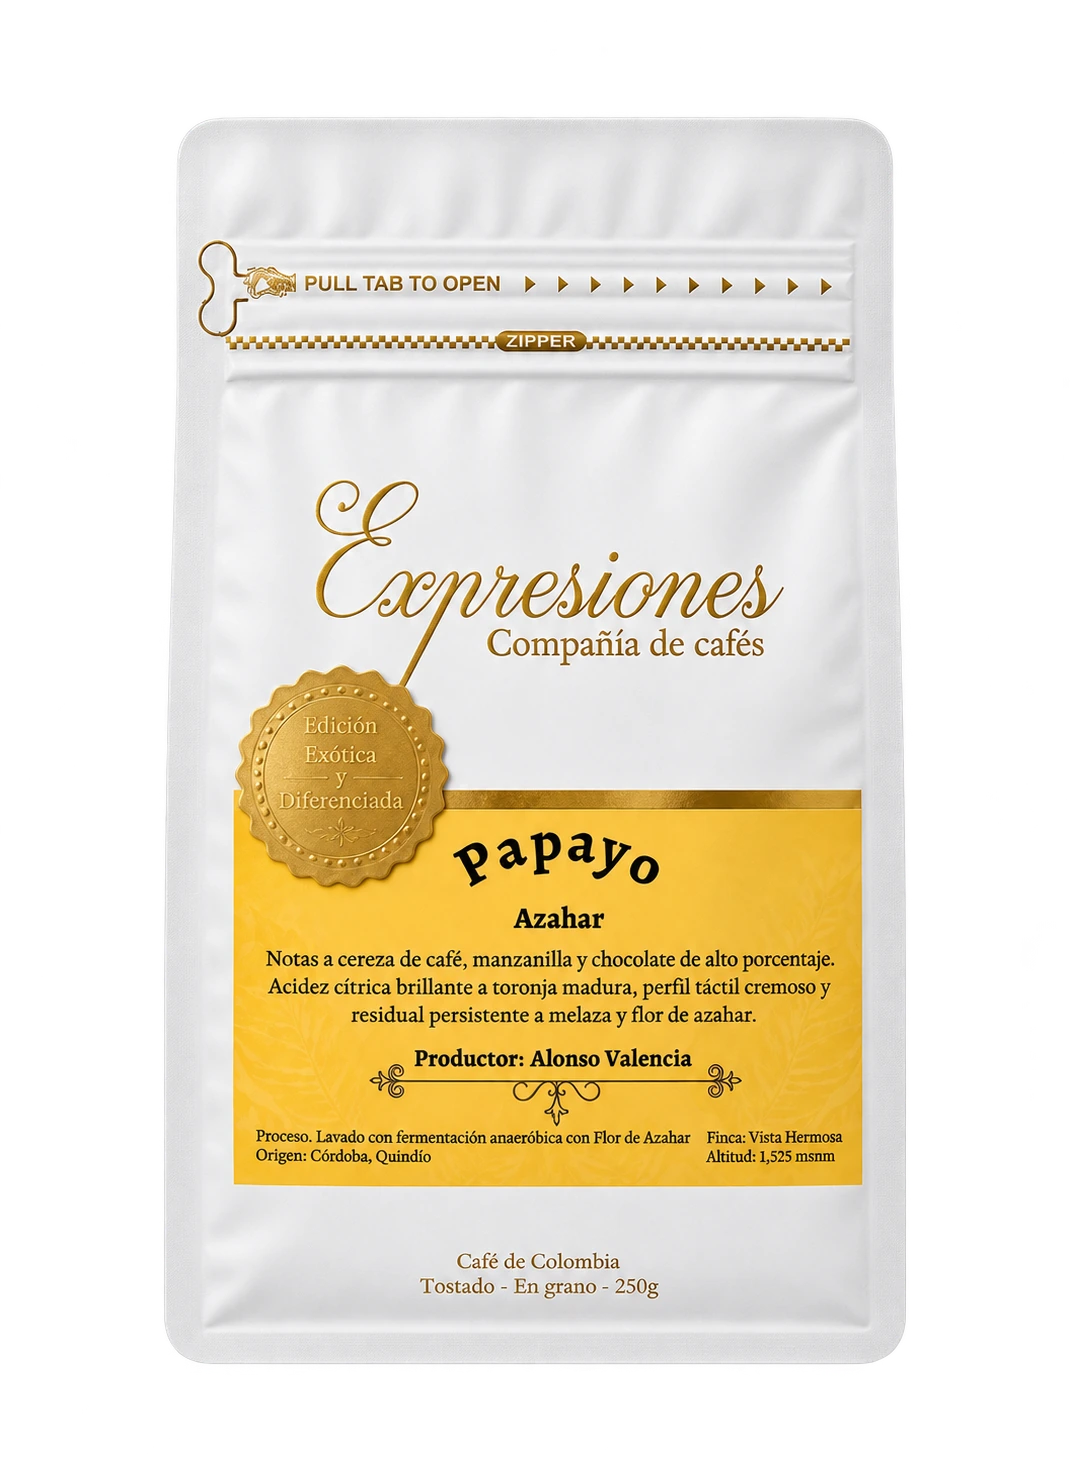 PULL TAB TO OPEN
ZIPPER
Expresiones
Compañía de cafés
Edición
Exótica
y
Diferenciada
Papayo
Azahar
Notas a cereza de café, manzanilla y chocolate de alto porcentaje.
Acidez cítrica brillante a toronja madura, perfil táctil cremoso y
residual persistente a melaza y flor de azahar.
Productor: Alonso Valencia
Proceso. Lavado con fermentación anaeróbica con Flor de Azahar
Origen: Córdoba, Quindío
Finca: Vista Hermosa
Altitud: 1,525 msnm
Café de Colombia
Tostado - En grano - 250g